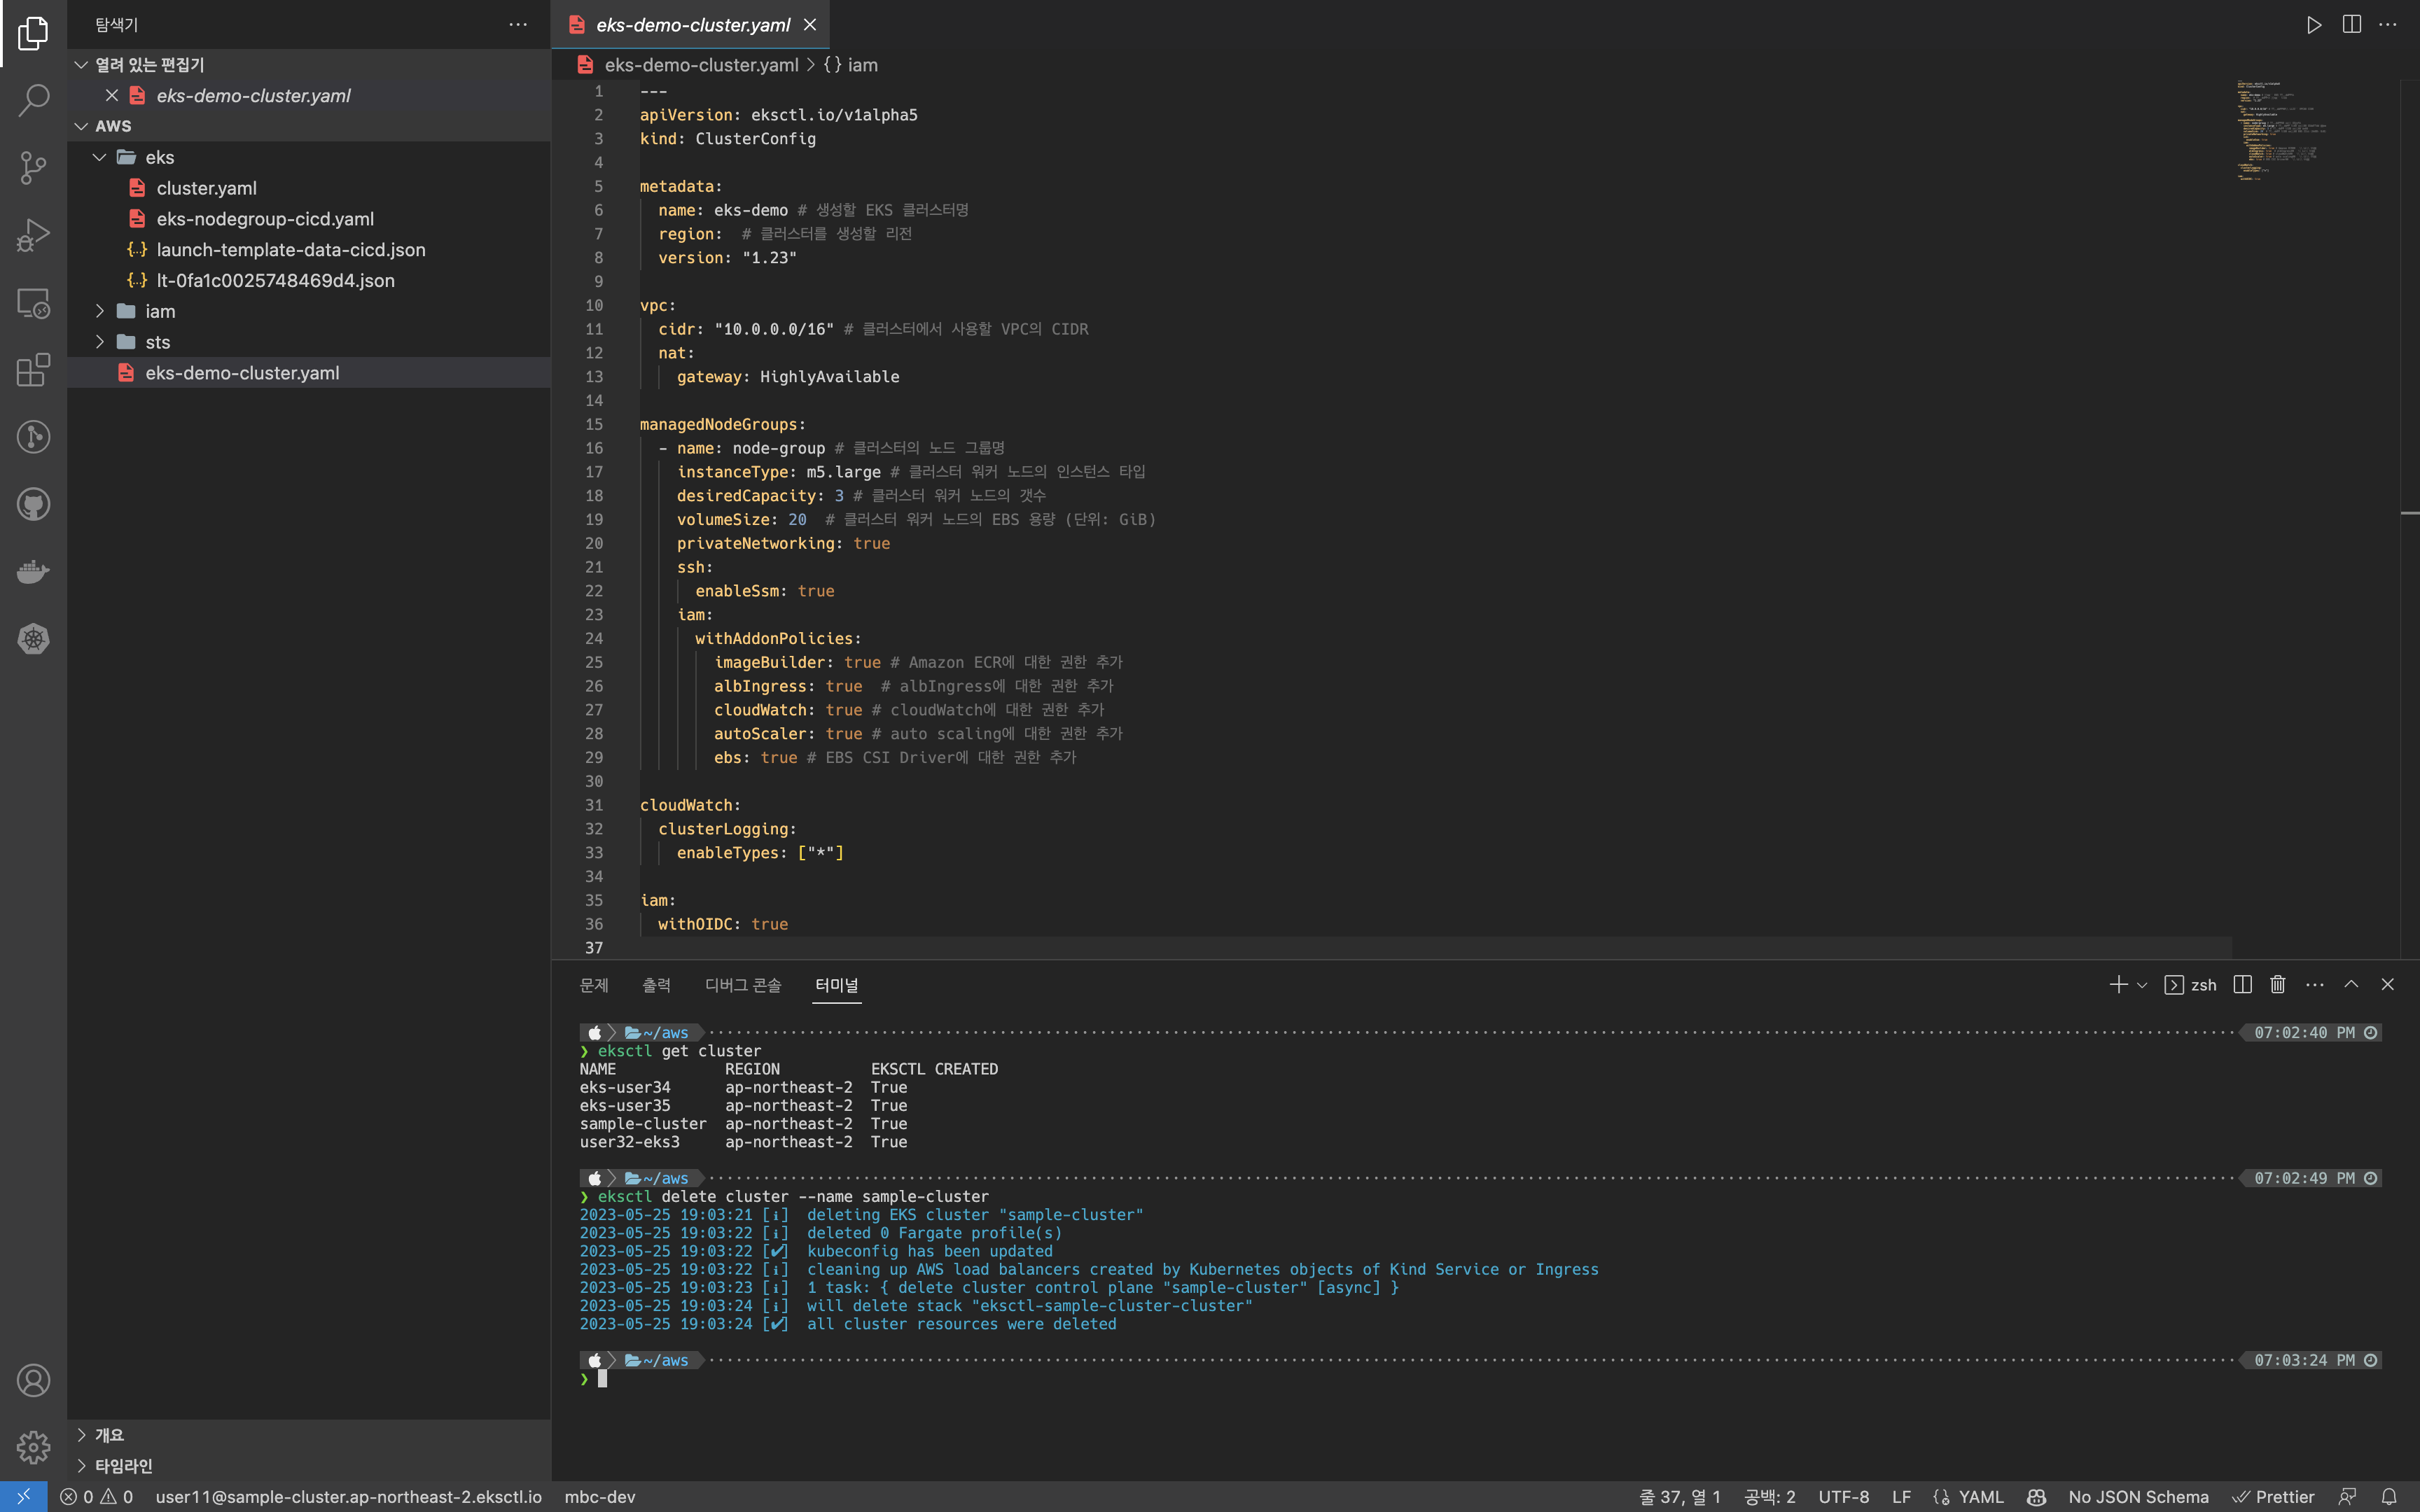 탐색기
열려 있는 편집기
eks-demo-cluster.yaml
AWS
eks
cluster.yaml
eks-nodegroup-cicd.yaml
launch-template-data-cicd.json
lt-0fa1c0025748469d4.json
iam
sts
eks-demo-cluster.yaml
개요
타임라인
eks-demo-cluster.yaml
eks-demo-cluster.yaml > {} iam
1 ---
2 apiVersion: eksctl.io/v1alpha5
3 kind: ClusterConfig
4
5 metadata:
6 name: eks-demo # 생성할 EKS 클러스터명
7 region:  # 클러스터를 생성할 리전
8 version: "1.23"
9
10 vpc:
11 cidr: "10.0.0.0/16" # 클러스터에서 사용할 VPC의 CIDR
12 nat:
13 gateway: HighlyAvailable
14
15 managedNodeGroups:
16 - name: node-group # 클러스터의 노드 그룹명
17 instanceType: m5.large # 클러스터 워커 노드의 인스턴스 타입
18 desiredCapacity: 3 # 클러스터 워커 노드의 갯수
19 volumeSize: 20  # 클러스터 워커 노드의 EBS 용량 (단위: GiB)
20 privateNetworking: true
21 ssh:
22 enableSsm: true
23 iam:
24 withAddonPolicies:
25 imageBuilder: true # Amazon ECR에 대한 권한 추가
26 albIngress: true  # albIngress에 대한 권한 추가
27 cloudWatch: true # cloudWatch에 대한 권한 추가
28 autoScaler: true # auto scaling에 대한 권한 추가
29 ebs: true # EBS CSI Driver에 대한 권한 추가
30
31 cloudWatch:
32 clusterLogging:
33 enableTypes: ["*"]
34
35 iam:
36 withOIDC: true
37
문제 출력 디버그 콘솔 터미널 zsh
~/aws 07:02:40 PM
❯ eksctl get cluster
NAME REGION EKSCTL CREATED
eks-user34 ap-northeast-2 True
eks-user35 ap-northeast-2 True
sample-cluster ap-northeast-2 True
user32-eks3 ap-northeast-2 True
~/aws 07:02:49 PM
❯ eksctl delete cluster --name sample-cluster
2023-05-25 19:03:21 [ℹ]  deleting EKS cluster "sample-cluster"
2023-05-25 19:03:22 [ℹ]  deleted 0 Fargate profile(s)
2023-05-25 19:03:22 [✔]  kubeconfig has been updated
2023-05-25 19:03:22 [ℹ]  cleaning up AWS load balancers created by Kubernetes objects of Kind Service or Ingress
2023-05-25 19:03:23 [ℹ]  1 task: { delete cluster control plane "sample-cluster" [async] }
2023-05-25 19:03:24 [ℹ]  will delete stack "eksctl-sample-cluster-cluster"
2023-05-25 19:03:24 [✔]  all cluster resources were deleted
~/aws 07:03:24 PM
❯
0 0 user11@sample-cluster.ap-northeast-2.eksctl.io mbc-dev 줄 37, 열 1 공백: 2 UTF-8 LF YAML No JSON Schema Prettier